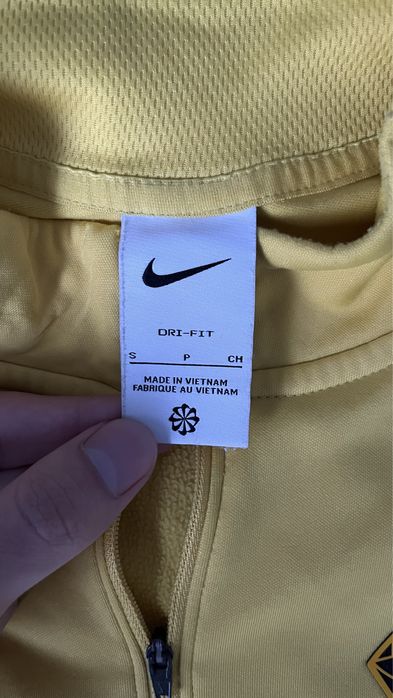 DRI-FIT
S P CH
MADE IN VIETNAM
FABRIQUE AU VIETNAM